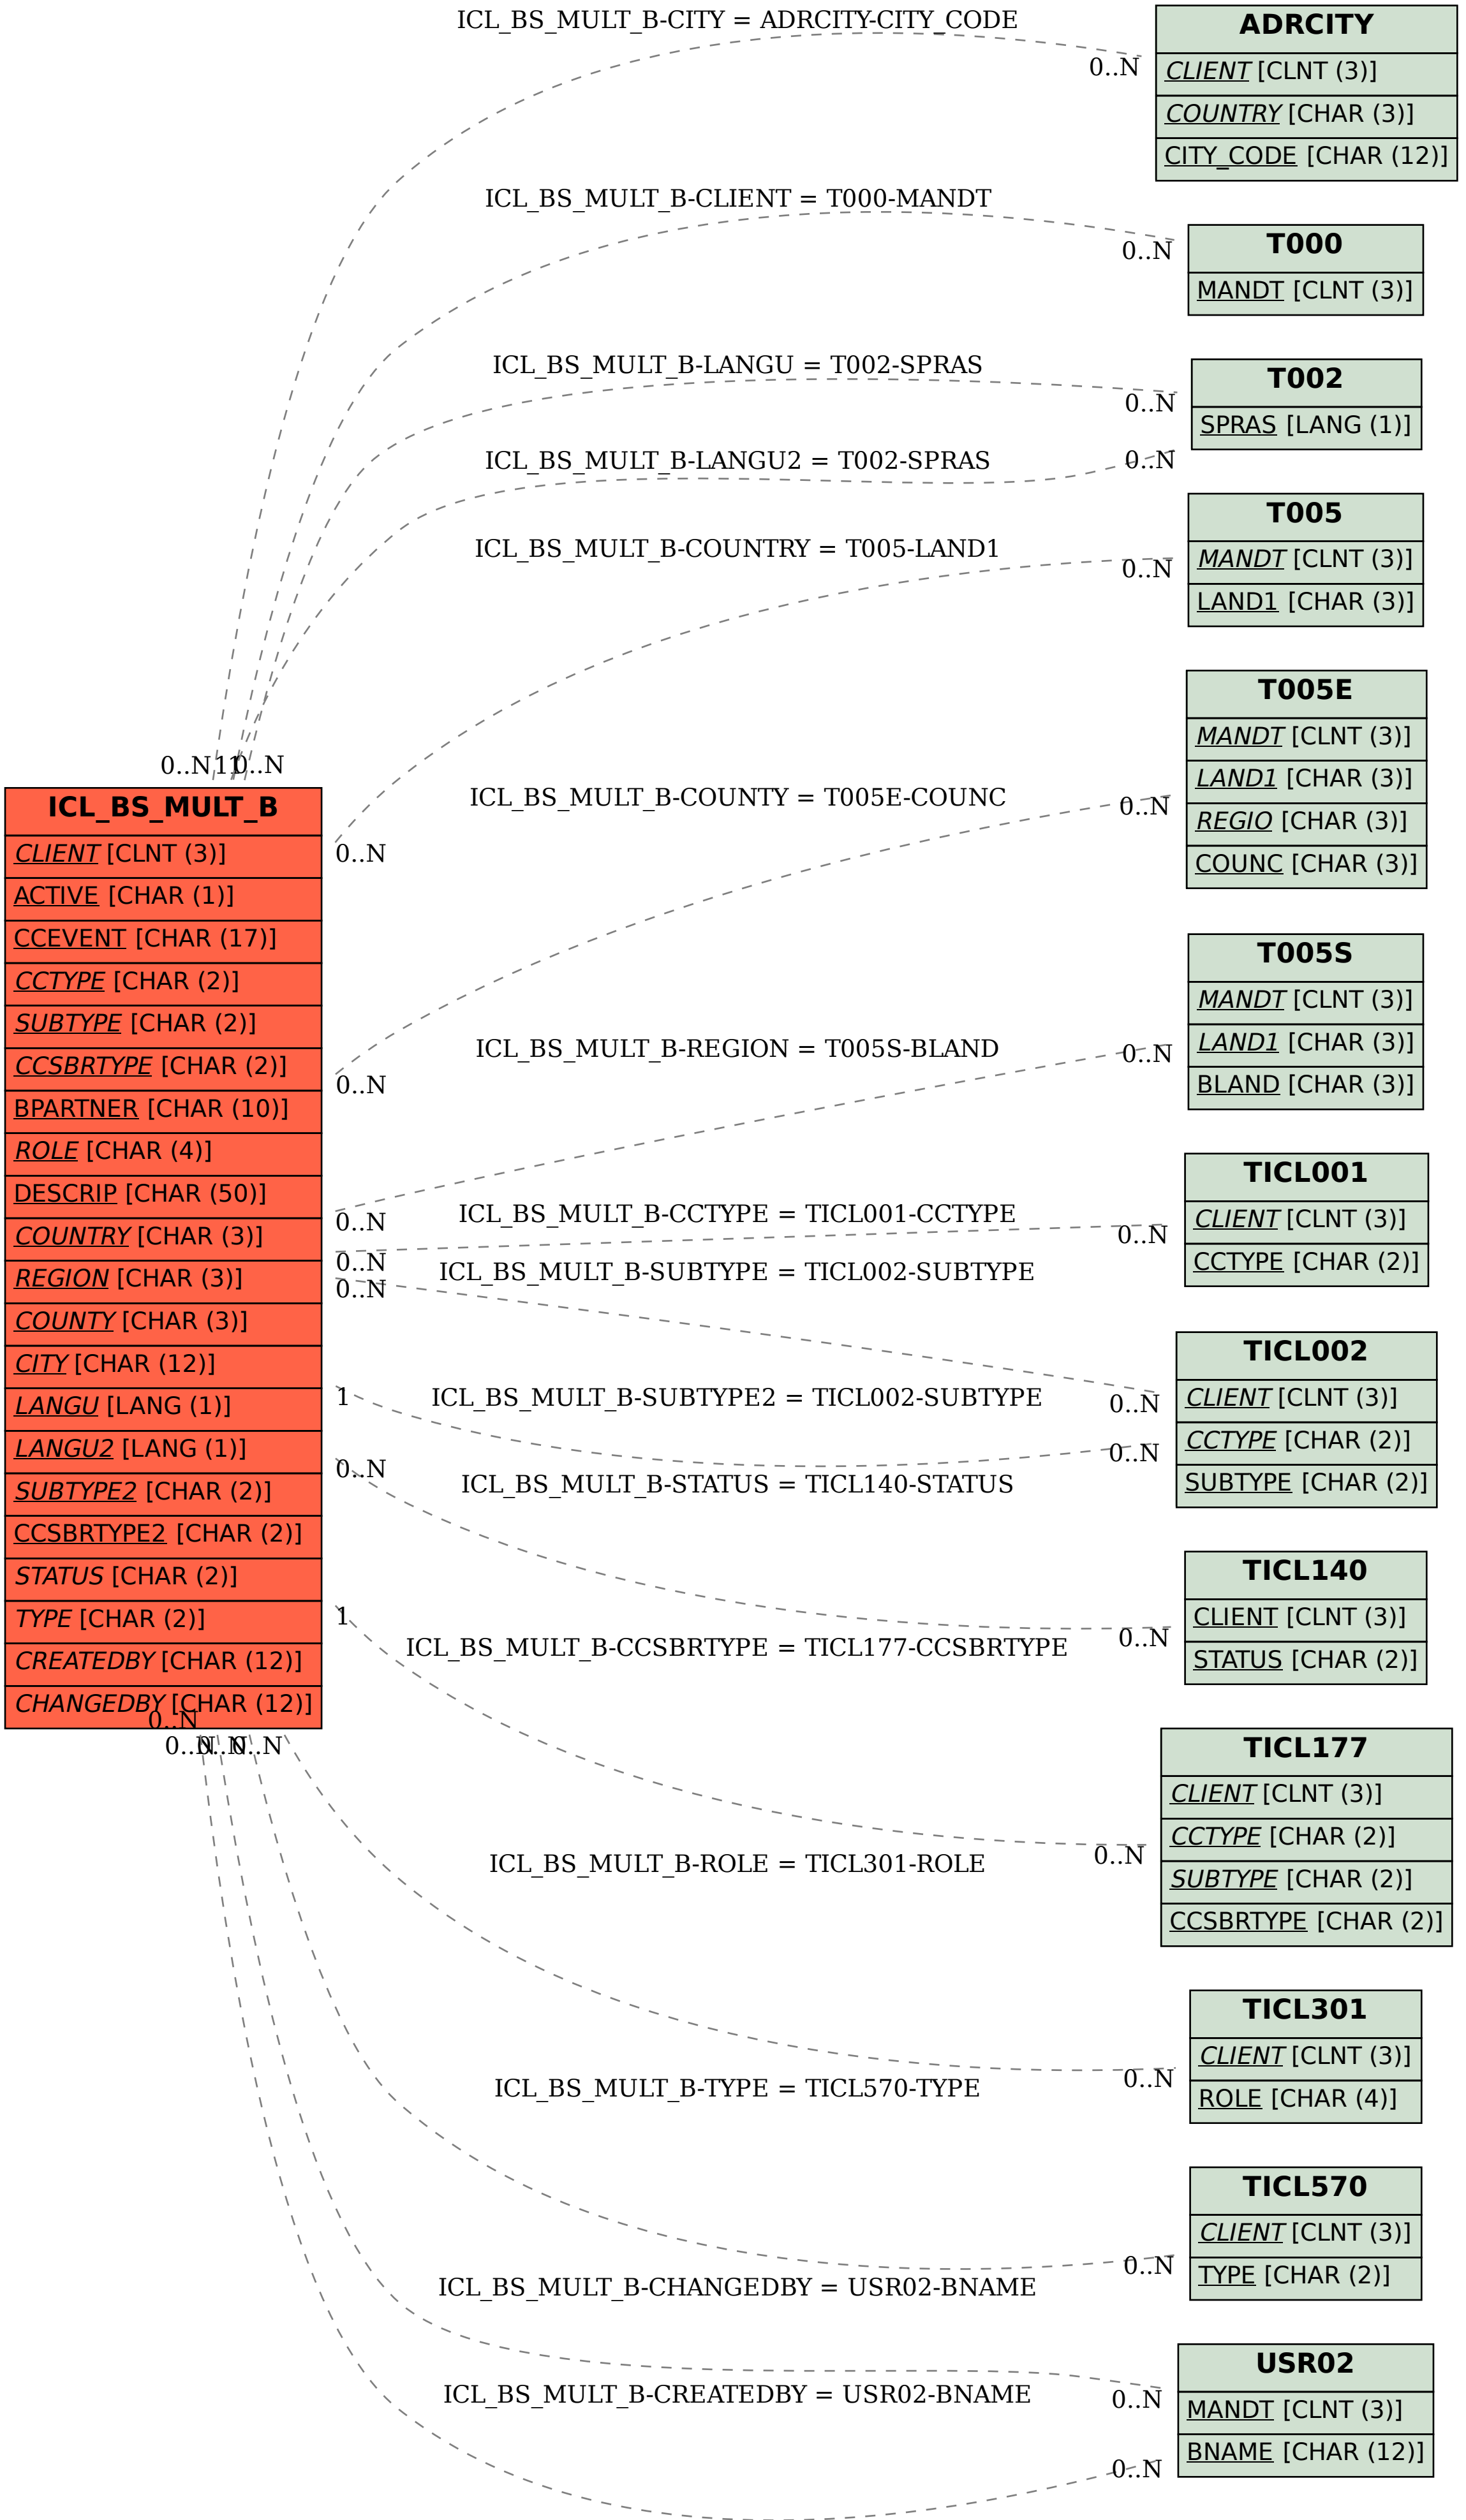 ICL_BS_MULT_B-CITY = ADRCITY-CITY_CODE
0..N
ADRCITY
CLIENT [CLNT (3)]
COUNTRY [CHAR (3)]
CITY_CODE [CHAR (12)]
ICL_BS_MULT_B-CLIENT = T000-MANDT
0..N
T000
MANDT [CLNT (3)]
ICL_BS_MULT_B-LANGU = T002-SPRAS
0..N
T002
SPRAS [LANG (1)]
ICL_BS_MULT_B-LANGU2 = T002-SPRAS
0..N
T005
MANDT [CLNT (3)]
LAND1 [CHAR (3)]
ICL_BS_MULT_B-COUNTRY = T005-LAND1
0..N
T005E
MANDT [CLNT (3)]
LAND1 [CHAR (3)]
REGIO [CHAR (3)]
COUNC [CHAR (3)]
ICL_BS_MULT_B-COUNTY = T005E-COUNC
0..N
0..N
1
1
0..N
ICL_BS_MULT_B
CLIENT [CLNT (3)]
ACTIVE [CHAR (1)]
CCEVENT [CHAR (17)]
CCTYPE [CHAR (2)]
SUBTYPE [CHAR (2)]
CCSBRTYPE [CHAR (2)]
BPARTNER [CHAR (10)]
ROLE [CHAR (4)]
DESCRIP [CHAR (50)]
COUNTRY [CHAR (3)]
REGION [CHAR (3)]
COUNTY [CHAR (3)]
CITY [CHAR (12)]
LANGU [LANG (1)]
LANGU2 [LANG (1)]
SUBTYPE2 [CHAR (2)]
CCSBRTYPE2 [CHAR (2)]
STATUS [CHAR (2)]
TYPE [CHAR (2)]
CREATEDBY [CHAR (12)]
CHANGEDBY [CHAR (12)]
0..N
0..N
0..N
0..N
0..N
0..N
0..N
0..N
0..N
1
0..N
1
T005S
MANDT [CLNT (3)]
LAND1 [CHAR (3)]
BLAND [CHAR (3)]
ICL_BS_MULT_B-REGION = T005S-BLAND
0..N
TICL001
CLIENT [CLNT (3)]
CCTYPE [CHAR (2)]
ICL_BS_MULT_B-CCTYPE = TICL001-CCTYPE
0..N
ICL_BS_MULT_B-SUBTYPE = TICL002-SUBTYPE
0..N
TICL002
CLIENT [CLNT (3)]
CCTYPE [CHAR (2)]
SUBTYPE [CHAR (2)]
ICL_BS_MULT_B-SUBTYPE2 = TICL002-SUBTYPE
0..N
ICL_BS_MULT_B-STATUS = TICL140-STATUS
0..N
TICL140
CLIENT [CLNT (3)]
STATUS [CHAR (2)]
ICL_BS_MULT_B-CCSBRTYPE = TICL177-CCSBRTYPE
0..N
TICL177
CLIENT [CLNT (3)]
CCTYPE [CHAR (2)]
SUBTYPE [CHAR (2)]
CCSBRTYPE [CHAR (2)]
ICL_BS_MULT_B-ROLE = TICL301-ROLE
0..N
TICL301
CLIENT [CLNT (3)]
ROLE [CHAR (4)]
ICL_BS_MULT_B-TYPE = TICL570-TYPE
0..N
TICL570
CLIENT [CLNT (3)]
TYPE [CHAR (2)]
ICL_BS_MULT_B-CHANGEDBY = USR02-BNAME
0..N
USR02
MANDT [CLNT (3)]
BNAME [CHAR (12)]
ICL_BS_MULT_B-CREATEDBY = USR02-BNAME
0..N